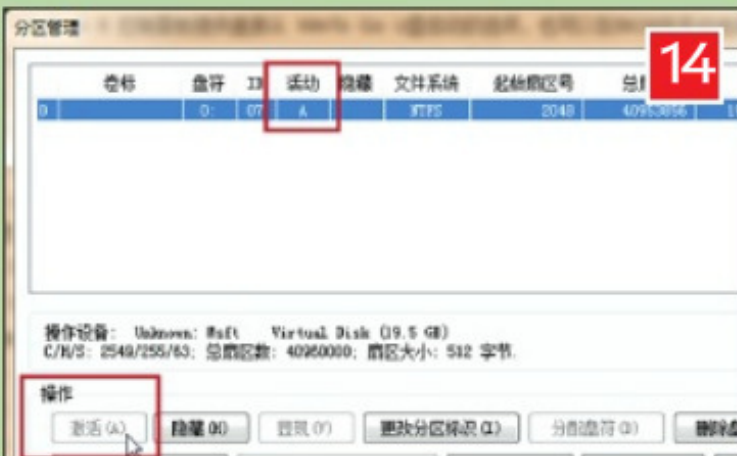 分区管理
14
卷标 盘符 ID 活动 隐藏 文件系统 起始扇区号
0 D: 07 A NTFS 2048 40953856
操作设备: Unknown: Msft Virtual Disk (19.5 GB)
C/H/S: 2549/255/63; 总扇区数: 40960000; 扇区大小: 512 字节.
操作
激活(A) 隐藏(H) 显现(V) 更改分区标识(I) 分配盘符(D) 删除